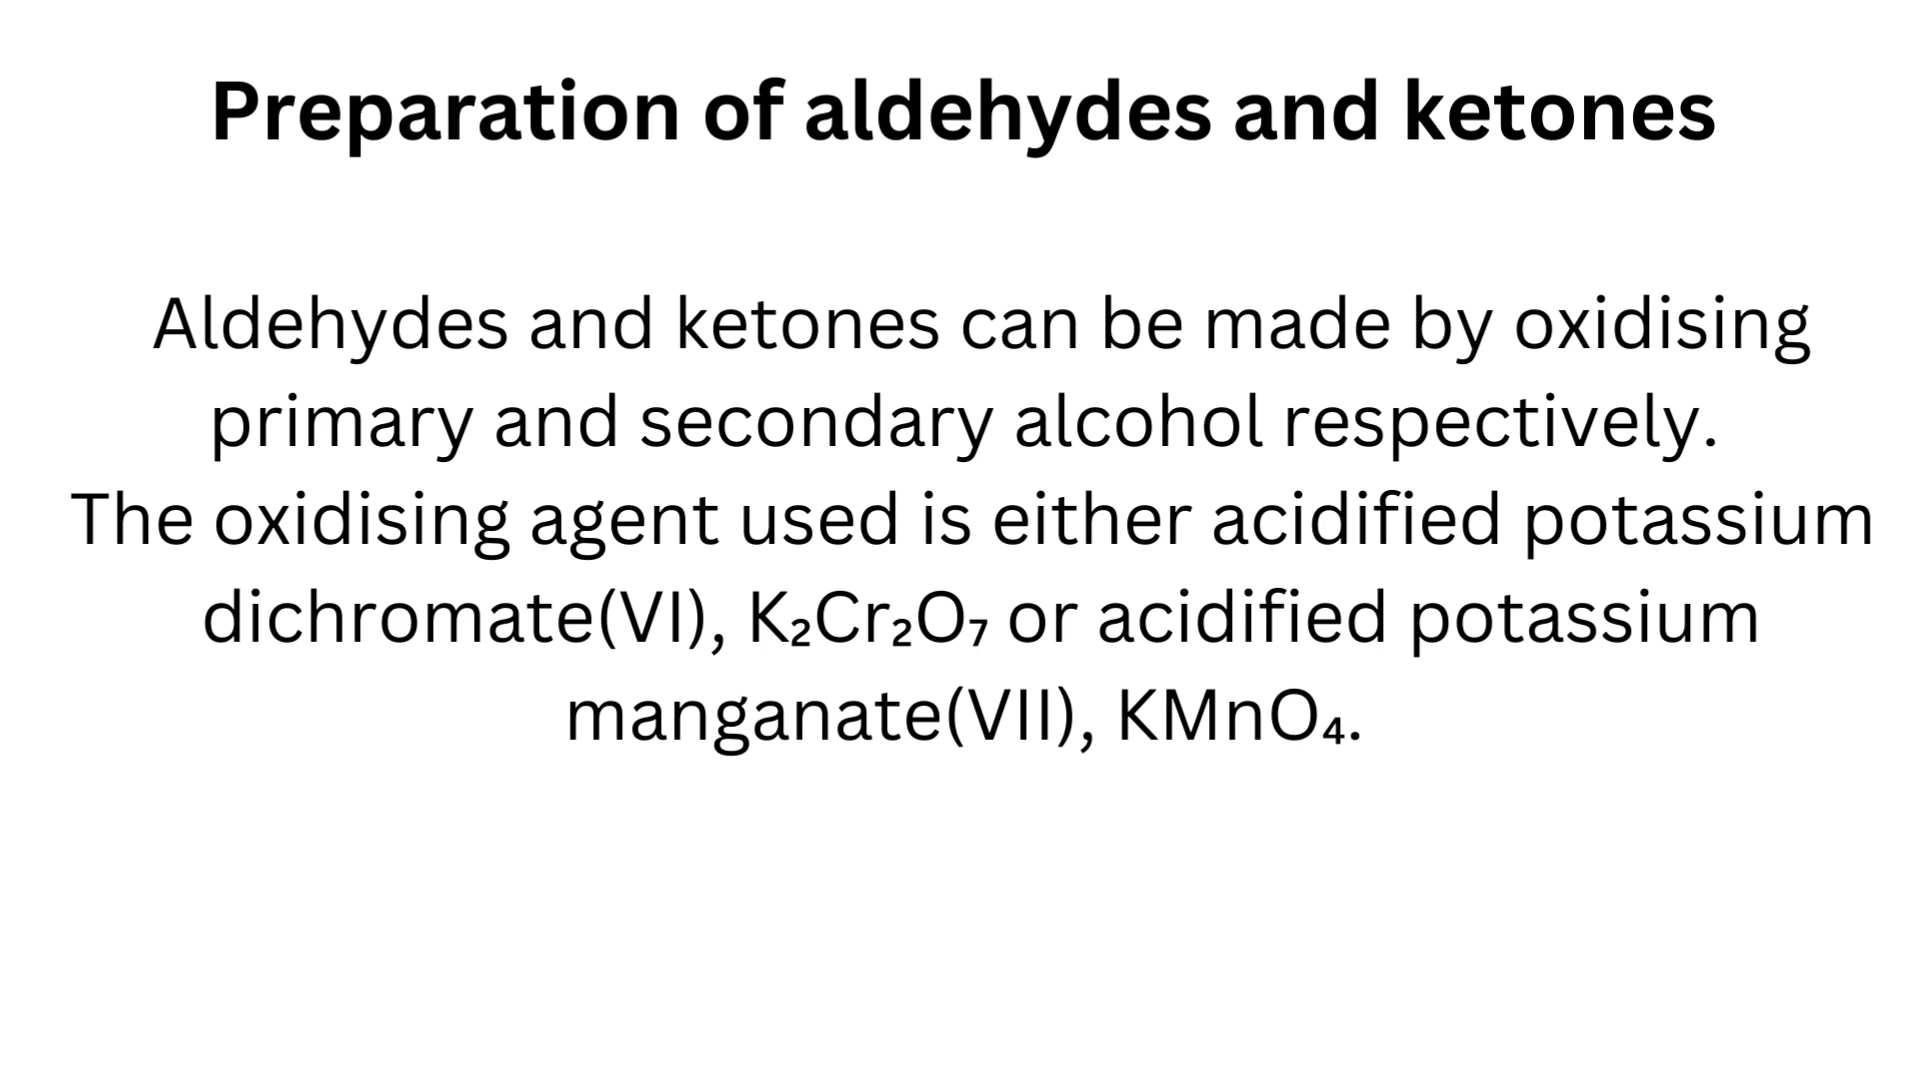 Preparation of aldehydes and ketones
Aldehydes and ketones can be made by oxidising
primary and secondary alcohol respectively.
The oxidising agent used is either acidified potassium
dichromate(VI), K₂Cr₂O₇ or acidified potassium
manganate(VII), KMnO₄.